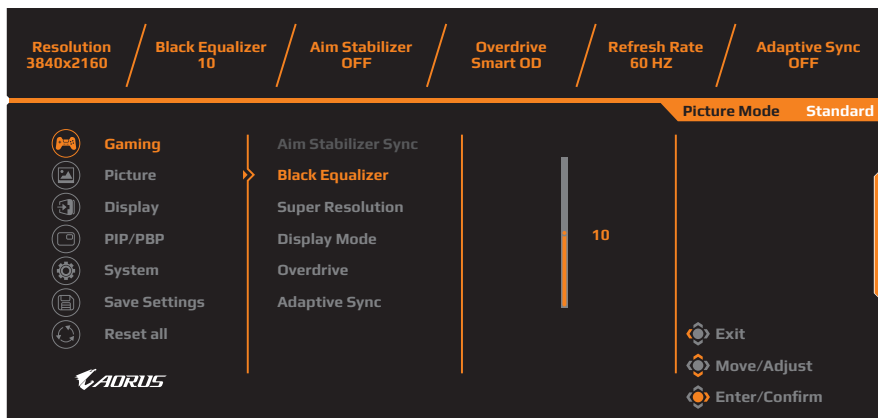 Resolution
3840x2160
Black Equalizer
10
Aim Stabilizer
OFF
Overdrive
Smart OD
Refresh Rate
60 HZ
Adaptive Sync
OFF
Picture Mode Standard
Gaming
Picture
Display
PIP/PBP
System
Save Settings
Reset all
Aim Stabilizer Sync
Black Equalizer
Super Resolution
Display Mode
Overdrive
Adaptive Sync
10
Exit
Move/Adjust
Enter/Confirm
AORUS